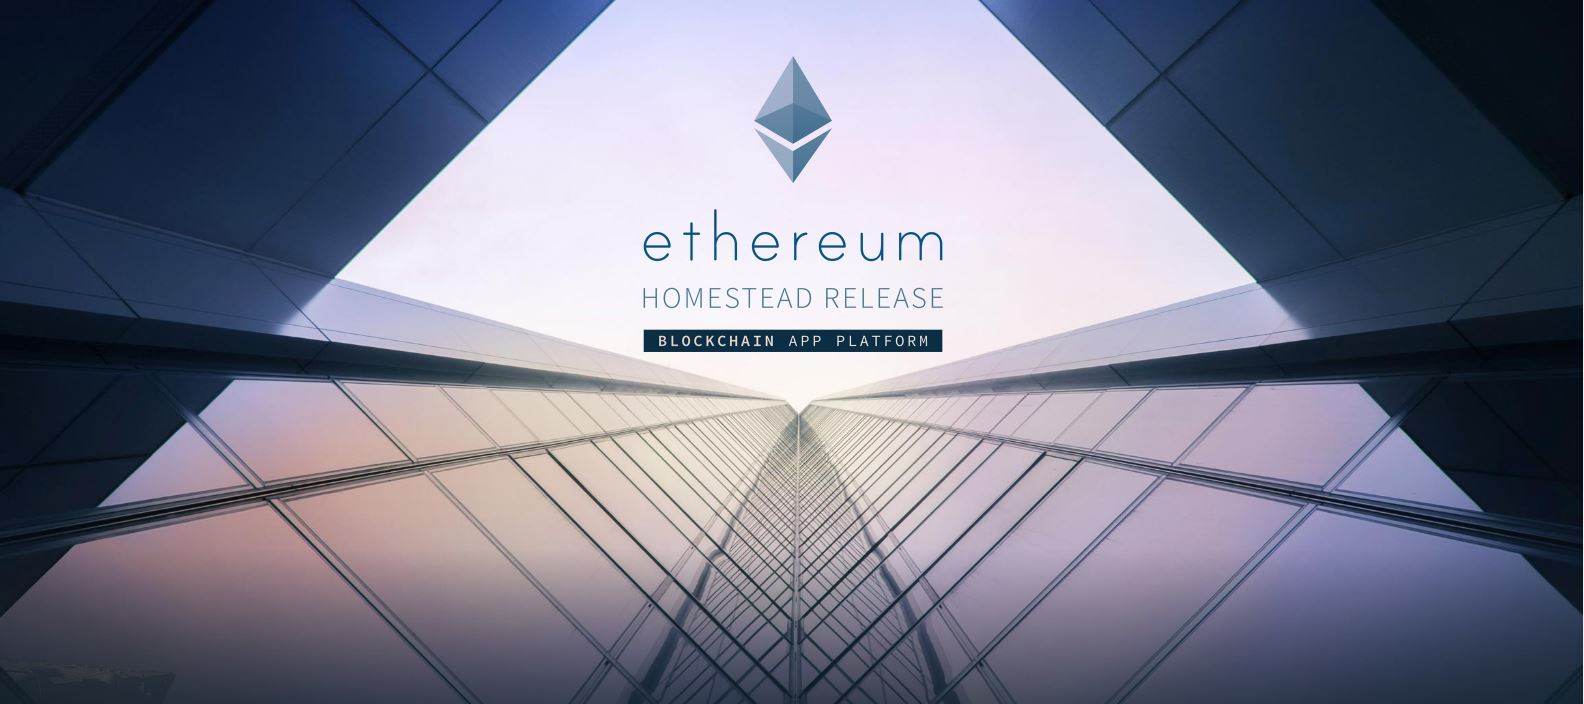 ethereum
HOMESTEAD RELEASE
BLOCKCHAIN APP PLATFORM